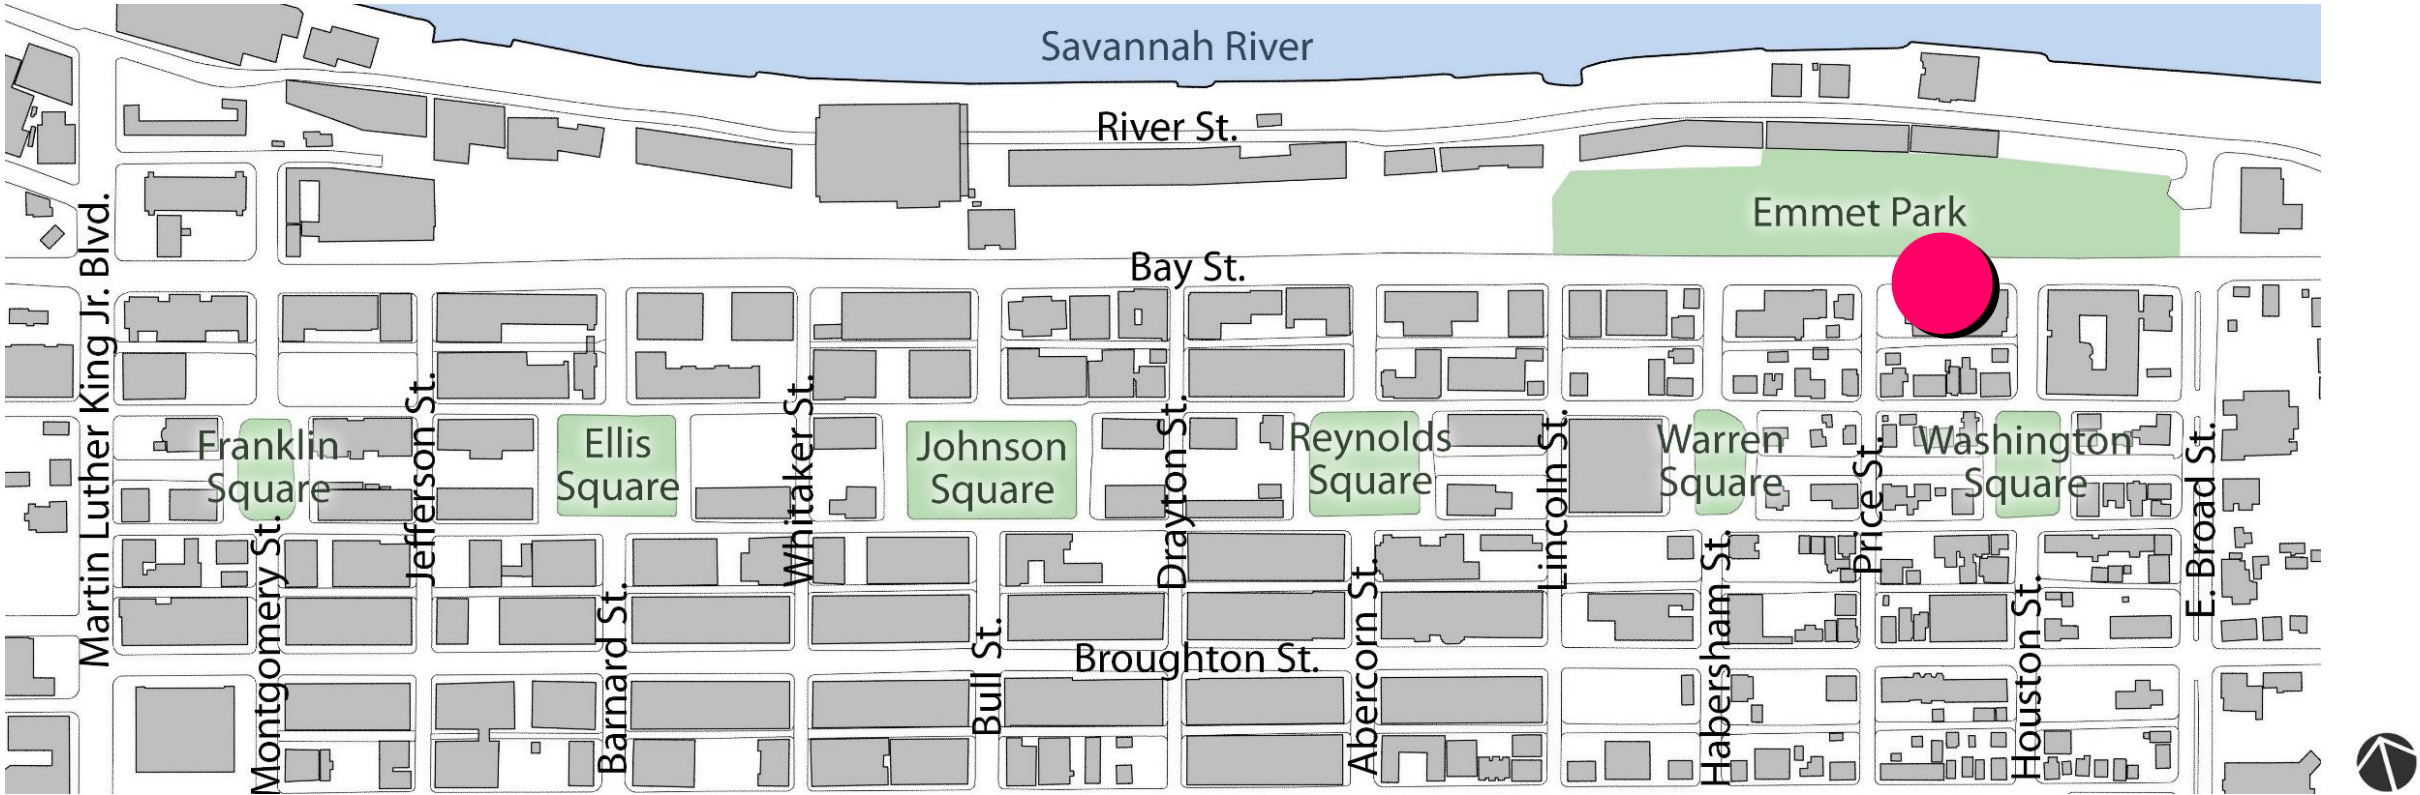 Savannah River
River St.
Emmet Park
Bay St.
Martin Luther King Jr. Blvd.
Franklin
Square
Montgomery St.
Jefferson St.
Ellis
Square
Barnard St.
Whitaker St.
Johnson
Square
Bull St.
Drayton St.
Reynolds
Square
Abercorn St.
Lincoln St.
Warren
Square
Habersham St.
Price St.
Washington
Square
Houston St.
E. Broad St.
Broughton St.